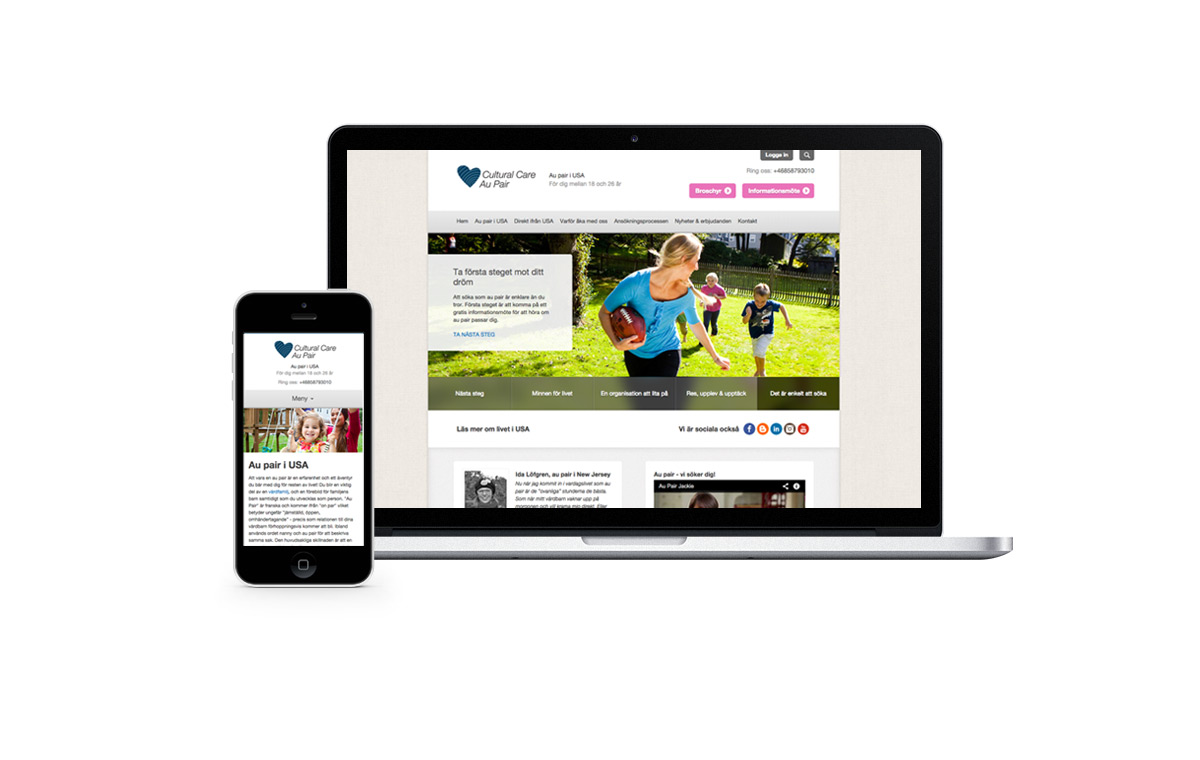 Logga in
Cultural Care
Au Pair
Au pair i USA
För dig mellan 18 och 26 år
Ring oss: +46858793010
Broschyr
Informationsmöte
Hem Au pair i USA Direkt ifrån USA Varför åka med oss Ansökningsprocessen Nyheter & erbjudanden Kontakt
Ta första steget mot ditt
dröm
Att söka som au pair är enklare än du
tror. Första steget är att komma på ett
gratis informationsmöte för att höra om
au pair passar dig.
TA NÄSTA STEG
Nästa steg Minnen för livet En organisation att lita på Res, upplev & upptäck Det är enkelt att söka
Läs mer om livet i USA
Vi är sociala också
Ida Löfgren, au pair i New Jersey
Nu när jag kommit in i vardagslivet som
au pair är de "ovanliga" stunderna de bästa.
Som när mitt vårdbarn vaknar upp på
morgonen och vill krama mig direkt. Eller
Au pair - vi söker dig!
Au Pair Jackie
Cultural Care
Au Pair
Au pair i USA
För dig mellan 18 och 26 år
Ring oss: +46858793010
Meny
Au pair i USA
Att vara en au pair är en erfarenhet och ett äventyr
du bär med dig för resten av livet! Du blir en viktig
del av en värdfamilj, och en förebild för familjens
barn samtidigt som du utvecklas som person. "Au
Pair" är franska och kommer ifrån "on par" vilket
betyder ungefär "jämställd, öppen,
omhändertagande" - precis som relationen till dina
vårdbarn förhoppningsvis kommer att bli. Ibland
används ordet nanny och au pair för att beskriva
samma sak. Den huvudsakliga skillnaden är att en